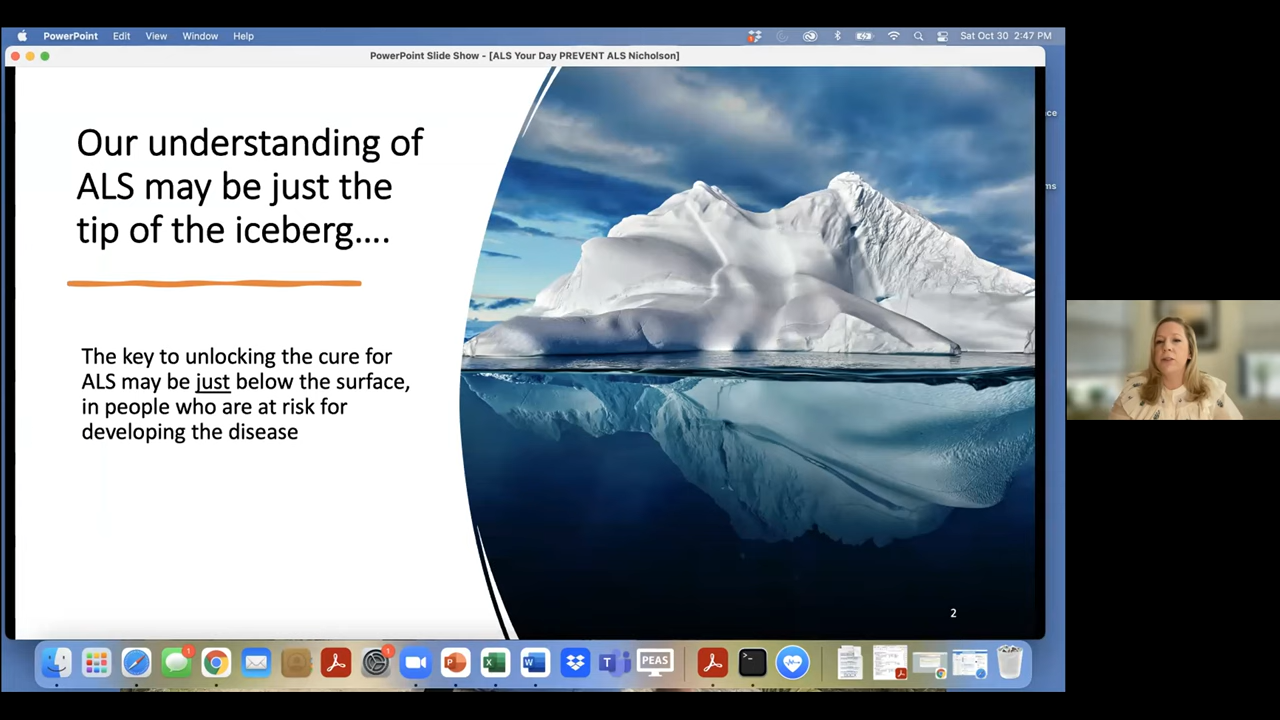 PowerPoint Edit View Window Help
Sat Oct 30 2:47 PM
PowerPoint Slide Show - [ALS Your Day PREVENT ALS Nicholson]
Our understanding of
ALS may be just the
tip of the iceberg....
The key to unlocking the cure for
ALS may be just below the surface,
in people who are at risk for
developing the disease
2
PEAS